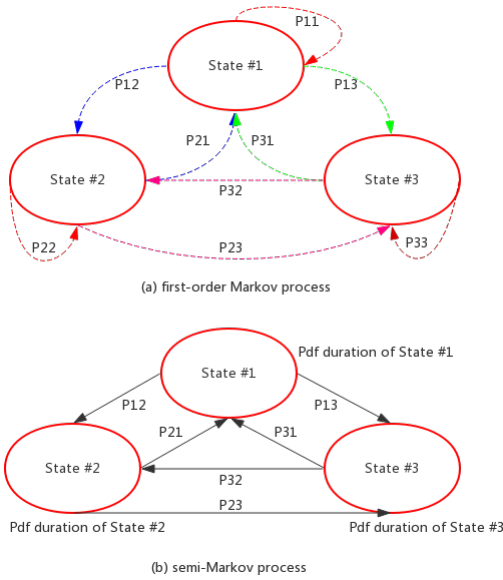 P11
State #1
P12
P13
P21
P31
State #2
State #3
P32
P22
P23
P33
(a) first-order Markov process
Pdf duration of State #1
State #1
P12
P13
P21
P31
State #2
State #3
P32
P23
Pdf duration of State #2
Pdf duration of State #3
(b) semi-Markov process